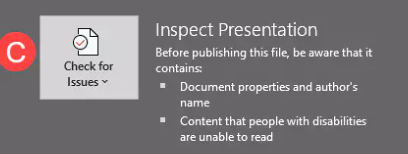 C
Check for
Issues
Inspect Presentation
Before publishing this file, be aware that it
contains:
Document properties and author's
name
Content that people with disabilities
are unable to read